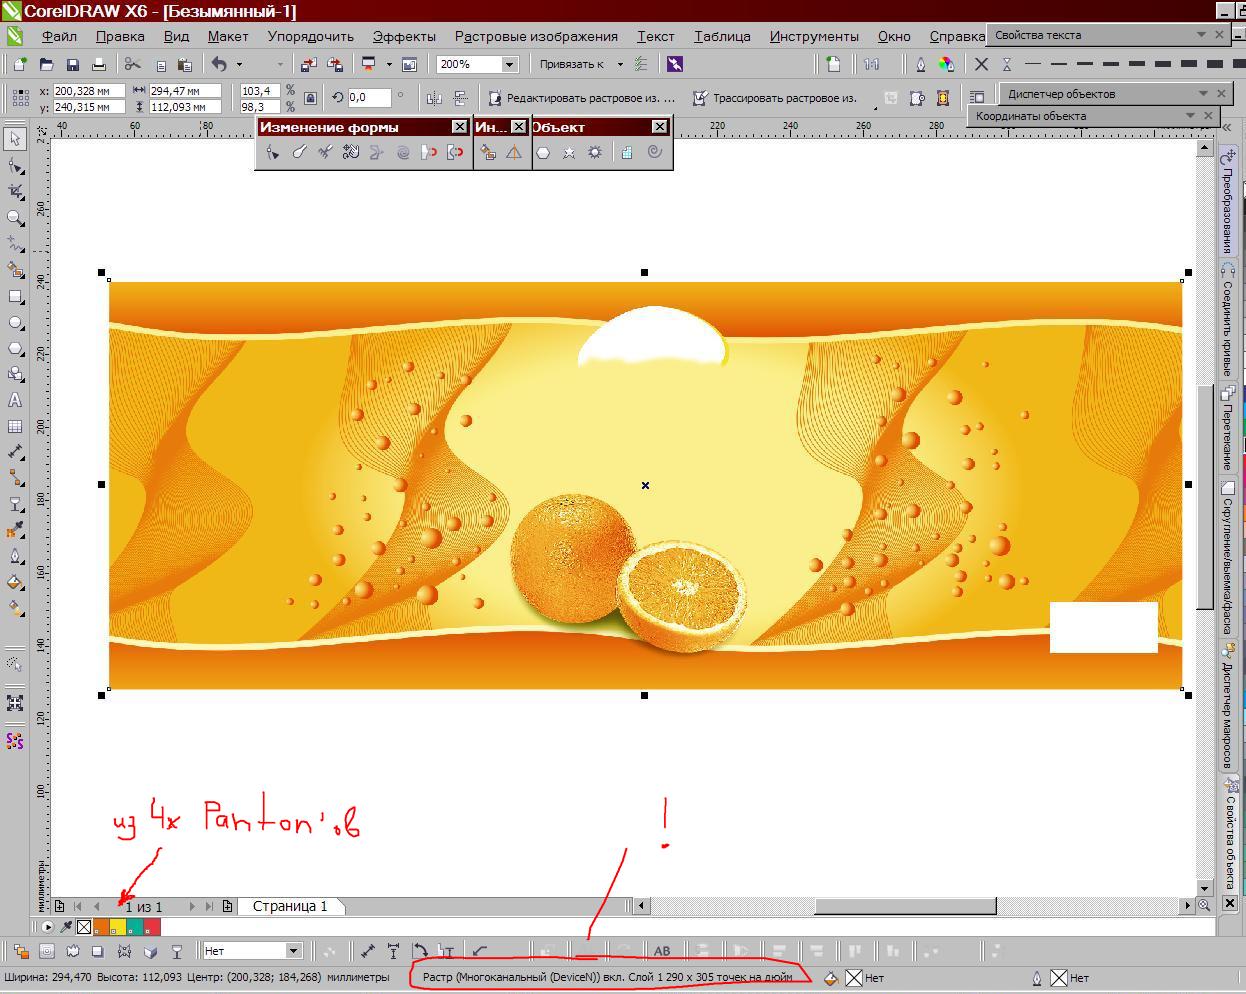 CorelDRAW X6 - [Безымянный-1]
Файл Правка Вид Макет Упорядочить Эффекты Растровые изображения Текст Таблица Инструменты Окно Справка
Свойства текста
200% Привязать к
x: 200,328 мм 294,47 мм 103,4 %
y: 240,315 мм 112,093 мм 98,3 %
0,0 °
Редактировать растровое из. ... Трассировать растровое из.
Диспетчер объектов
Координаты объекта
Изменение формы Ин... Объект
40 60 80 220 240 260 280
260
240
220
200
180
160
140
120
100
миллиметры
Преобразования
Соединить кривые
Перетекание
Скругление/выемка/фаска
Диспетчер макросов
Свойства объекта
из 4х Panton'ов
!
1 из 1 Страница 1
Нет
AB
Ширина: 294,470 Высота: 112,093 Центр: (200,328; 184,268) миллиметры
Растр (Многоканальный (DeviceN)) вкл. Слой 1 290 x 305 точек на дюйм
Нет
Нет